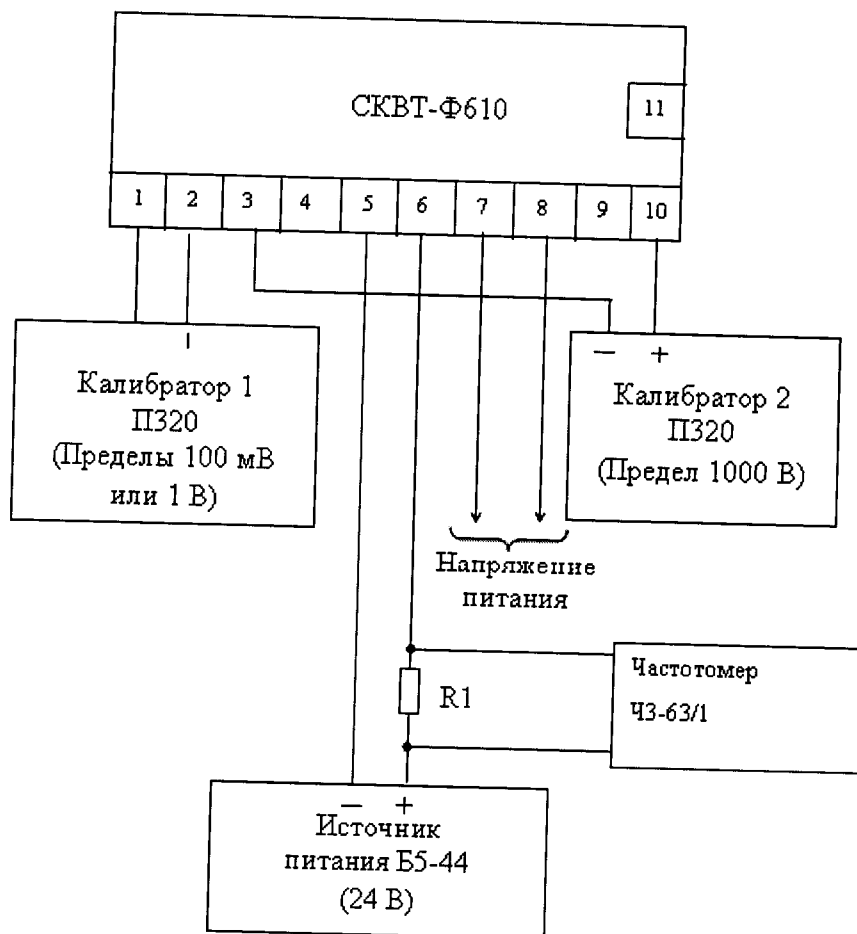 СКВТ-Ф610
11
1 2 3 4 5 6 7 8 9 10
–
Калибратор 1
П320
(Пределы 100 мВ
или 1 В)
– +
Калибратор 2
П320
(Предел 1000 В)
Напряжение
питания
R1
Частотомер
Ч3-63/1
– +
Источник
питания Б5-44
(24 В)